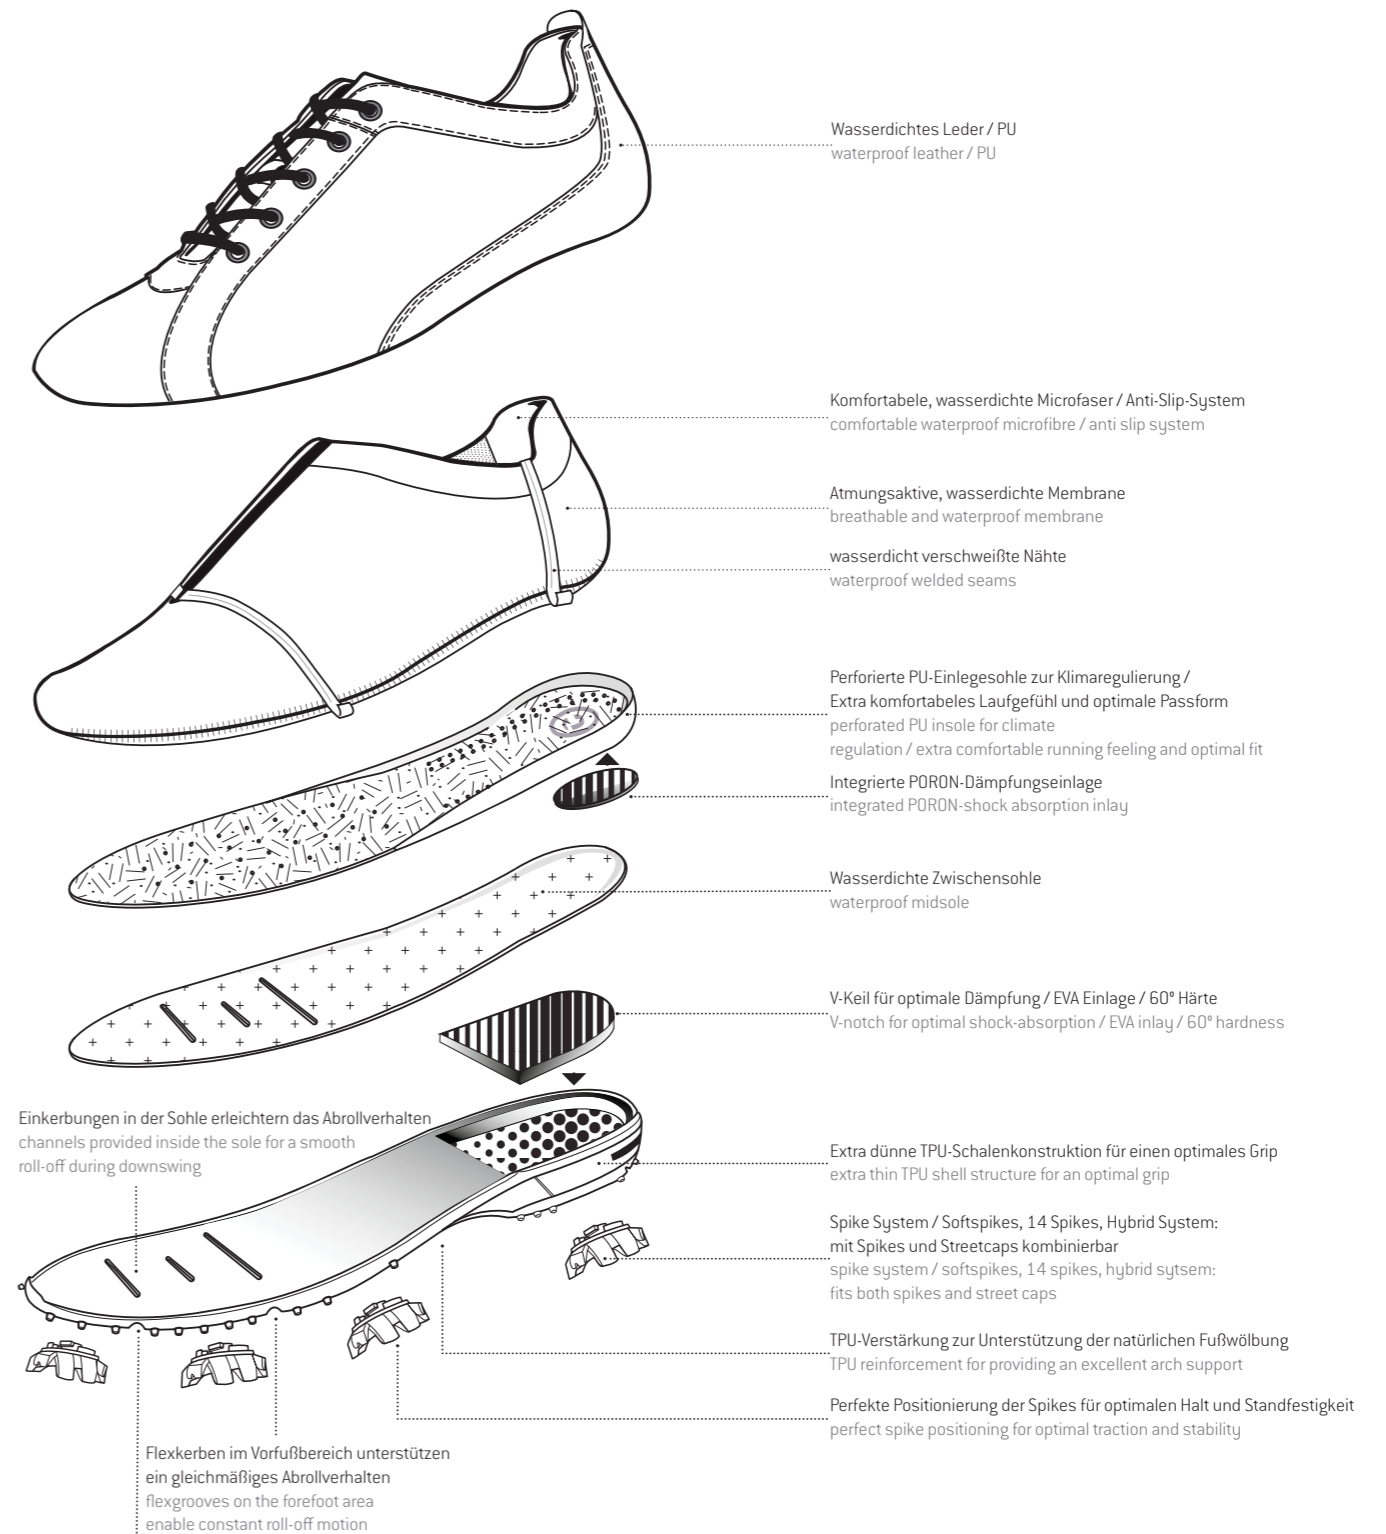 Wasserdichtes Leder / PU
waterproof leather / PU
Komfortabele, wasserdichte Microfaser / Anti-Slip-System
comfortable waterproof microfibre / anti slip system
Atmungsaktive, wasserdichte Membrane
breathable and waterproof membrane
wasserdicht verschweißte Nähte
waterproof welded seams
Perforierte PU-Einlegesohle zur Klimaregulierung /
Extra komfortabeles Laufgefühl und optimale Passform
perforated PU insole for climate
regulation / extra comfortable running feeling and optimal fit
Integrierte PORON-Dämpfungseinlage
integrated PORON-shock absorption inlay
Wasserdichte Zwischensohle
waterproof midsole
V-Keil für optimale Dämpfung / EVA Einlage / 60° Härte
V-notch for optimal shock-absorption / EVA inlay / 60° hardness
Einkerbungen in der Sohle erleichtern das Abrollverhalten
channels provided inside the sole for a smooth
roll-off during downswing
Extra dünne TPU-Schalenkonstruktion für einen optimales Grip
extra thin TPU shell structure for an optimal grip
Spike System / Softspikes, 14 Spikes, Hybrid System:
mit Spikes und Streetcaps kombinierbar
spike system / softspikes, 14 spikes, hybrid sytsem:
fits both spikes and street caps
TPU-Verstärkung zur Unterstützung der natürlichen Fußwölbung
TPU reinforcement for providing an excellent arch support
Perfekte Positionierung der Spikes für optimalen Halt und Standfestigkeit
perfect spike positioning for optimal traction and stability
Flexkerben im Vorfußbereich unterstützen
ein gleichmäßiges Abrollverhalten
flexgrooves on the forefoot area
enable constant roll-off motion